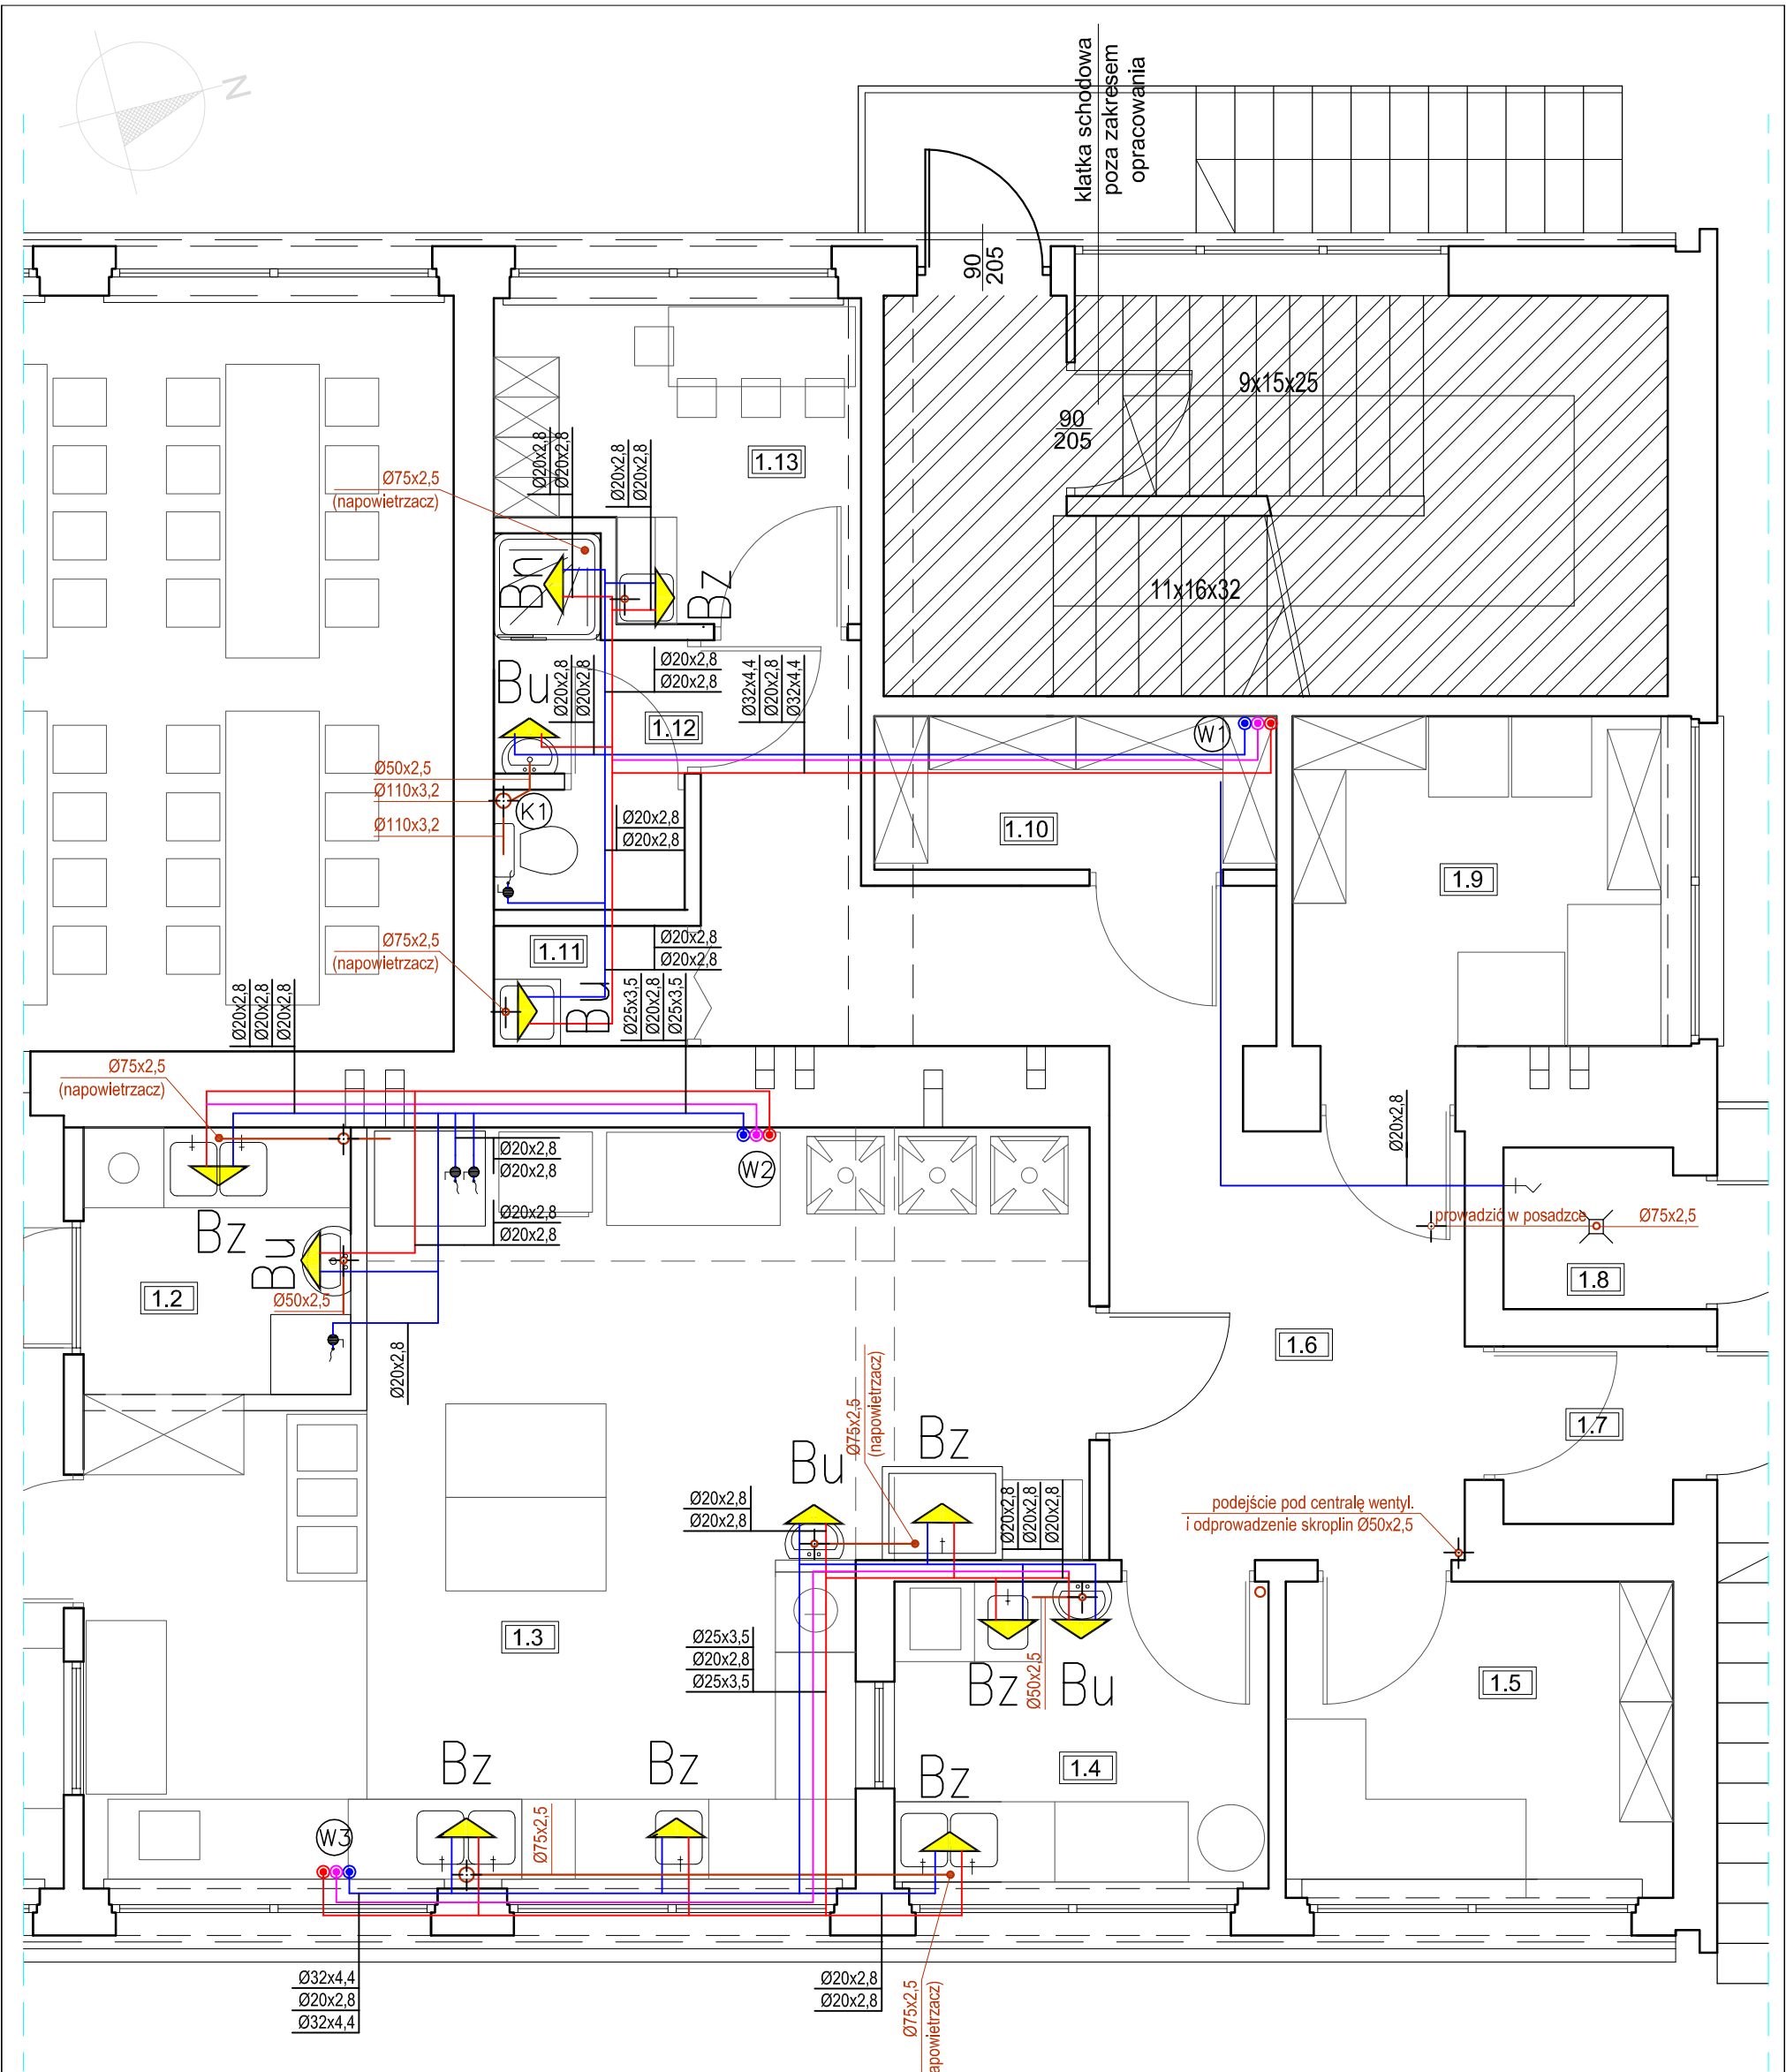 N
klatka schodowa
poza zakresem
opracowania
90
205
9x15x25
90
205
11x16x32
1.13
Ø20x2,8
Ø20x2,8
Ø20x2,8
Ø20x2,8
Ø75x2,5
(napowietrzacz)
Bn
Bz
Bu
Ø20x2,8
Ø20x2,8
Ø20x2,8
Ø20x2,8
1.12
Ø32x4,4
Ø20x2,8
Ø32x4,4
W1
Ø50x2,5
Ø110x3,2
K1
Ø110x3,2
Ø20x2,8
Ø20x2,8
1.10
1.9
Ø75x2,5
(napowietrzacz)
1.11
Ø20x2,8
Ø20x2,8
Bu
Ø25x3,5
Ø20x2,8
Ø25x3,5
Ø20x2,8
Ø20x2,8
Ø20x2,8
Ø75x2,5
(napowietrzacz)
Ø20x2,8
Ø20x2,8
W2
Ø20x2,8
Ø20x2,8
Ø20x2,8
prowadzić w posadzce
Ø75x2,5
1.8
Bz
Bu
1.2
Ø50x2,5
Ø20x2,8
1.6
1.7
Ø75x2,5
(napowietrzacz)
Bu
Bz
Ø20x2,8
Ø20x2,8
Ø20x2,8
Ø20x2,8
Ø20x2,8
podejście pod centralę wentyl.
i odprowadzenie skroplin Ø50x2,5
1.3
Ø25x3,5
Ø20x2,8
Ø25x3,5
Bz
Ø50x2,5
Bu
1.5
Bz
Bz
Bz
1.4
W3
Ø75x2,5
Ø32x4,4
Ø20x2,8
Ø32x4,4
Ø20x2,8
Ø20x2,8
Ø75x2,5
apowietrzacz)